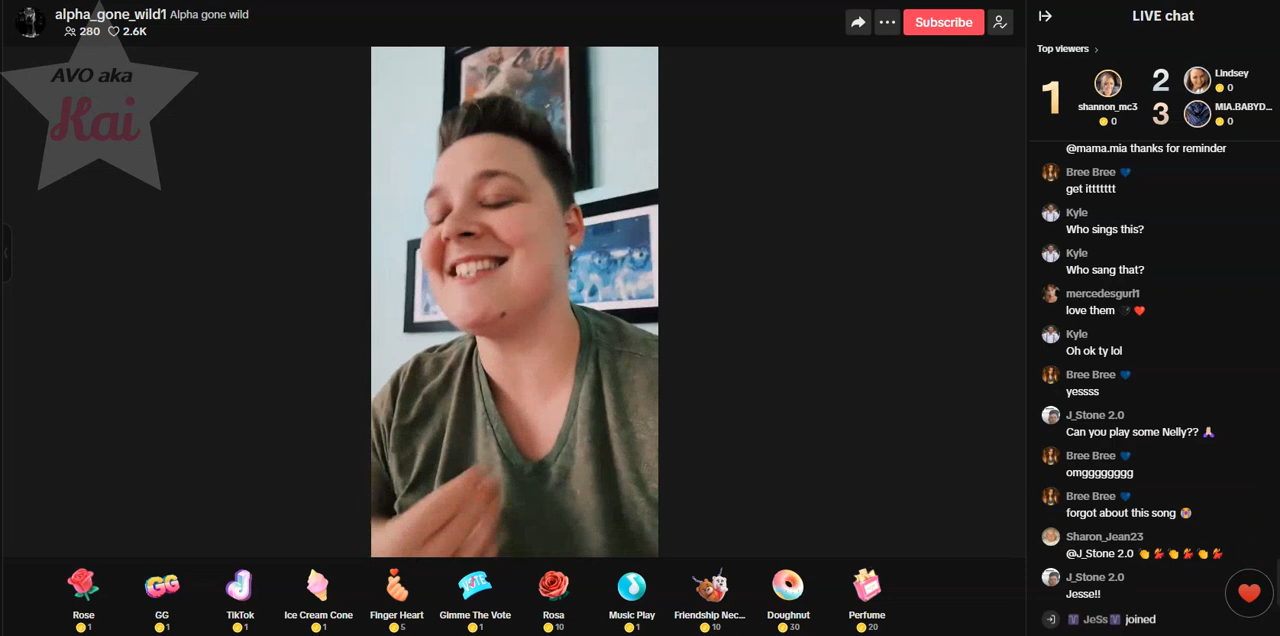 alpha_gone_wild1 Alpha gone wild
280 2.6K
Subscribe
AVO aka
Kai
LIVE chat
Top viewers
1
shannon_mc3
0
2
Lindsey
0
3
MIA.BABYD...
0
@mama.mia thanks for reminder
Bree Bree
get itttttt
Kyle
Who sings this?
Kyle
Who sang that?
mercedesgurl1
love them
Kyle
Oh ok ty lol
Bree Bree
yessss
J_Stone 2.0
Can you play some Nelly??
Bree Bree
omgggggggg
Bree Bree
forgot about this song
Sharon_Jean23
@J_Stone 2.0
J_Stone 2.0
Jesse!!
JeSs joined
Rose
1
GG
GG
1
TikTok
1
Ice Cream Cone
1
Finger Heart
5
VOTE
Gimme The Vote
1
Rosa
10
Music Play
1
Friendship Nec...
10
Doughnut
30
Perfume
20